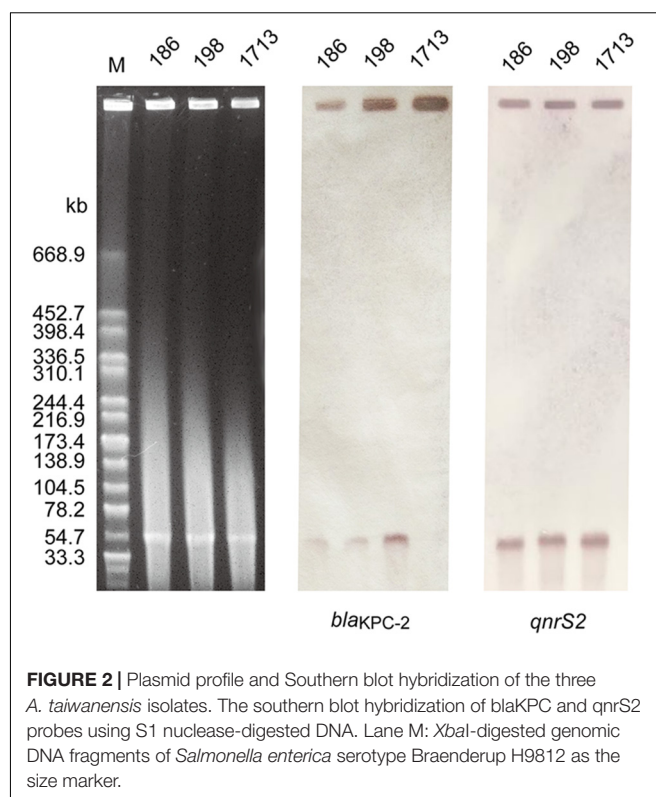 M 186 198 1713 186 198 1713 186 198 1713
kb
668.9
452.7
398.4
336.5
310.1
244.4
216.9
173.4
138.9
104.5
78.2
54.7
33.3
blaKPC-2 qnrS2
FIGURE 2 | Plasmid profile and Southern blot hybridization of the three
A. taiwanensis isolates. The southern blot hybridization of blaKPC and qnrS2
probes using S1 nuclease-digested DNA. Lane M: XbaI-digested genomic
DNA fragments of Salmonella enterica serotype Braenderup H9812 as the
size marker.